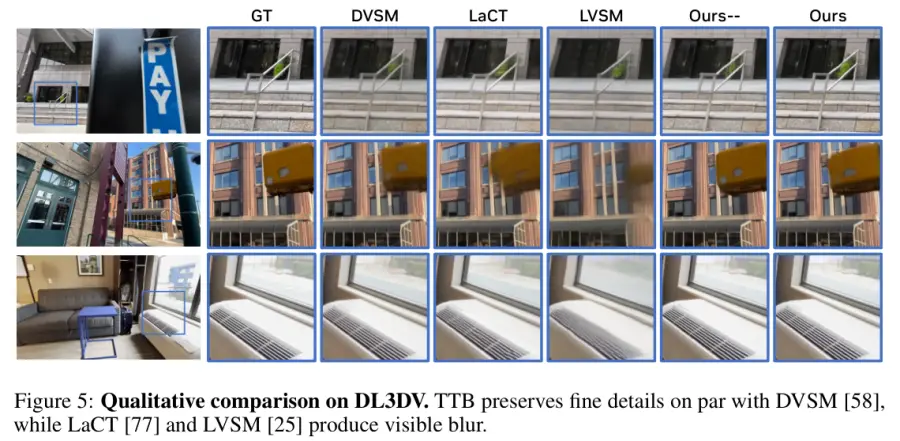 GT DVSM LaCT LVSM Ours-- Ours
PAY
Figure 5: Qualitative comparison on DL3DV. TTB preserves fine details on par with DVSM [58],
while LaCT [77] and LVSM [25] produce visible blur.